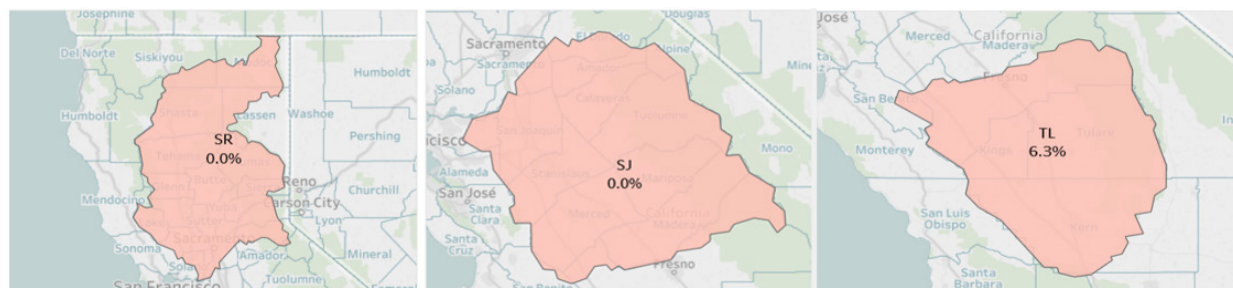 Josephine
Del Norte
Siskiyou
Modoc
Humboldt
Humboldt
Shasta
Lassen
Washoe
Pershing
SR
0.0%
Tehama
Butte
Reno
Churchill
Mendocino
Carson City
Yuba
Sutter
Lyon
Sacramento
Sonoma
Amador
Mineral
Tuolumne
San Francisco
Douglas
Sacramento
El Dorado
Alpine
Sacramento
Amador
Solano
Calaveras
Tuolumne
San Joaquin
Mono
Alameda
Stanislaus
SJ
0.0%
Mariposa
San José
Santa
Clara
Merced
California
Madera
Santa
Cruz
Fresno
San Benito
José
Merced
California
Madera
Fresno
San Be
TL
6.3%
Tulare
Kings
Monterey
San Luis
Obispo
Kern
Santa
Barbara